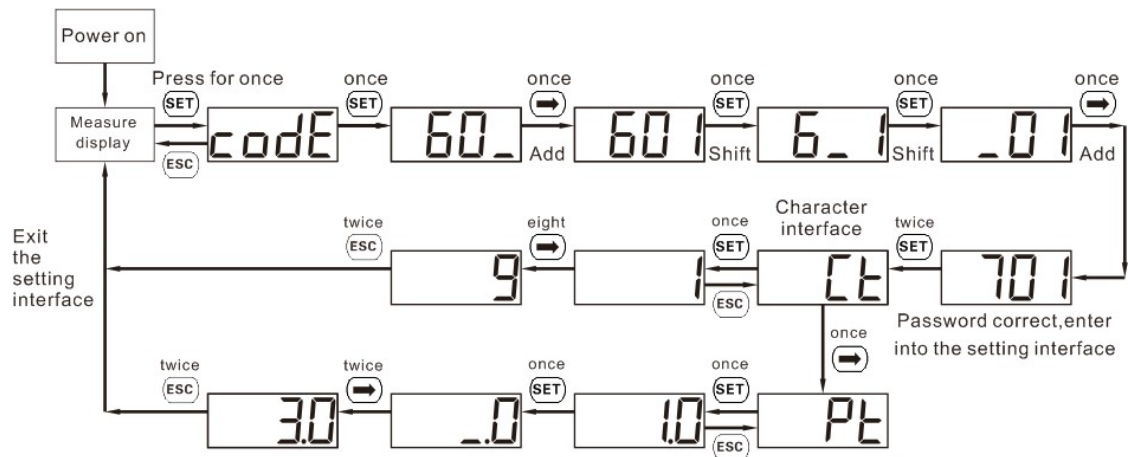 Power on
Press for once
once
once
once
once
once
SET
SET
SET
SET
Measure
display
codE
60_
601
6_1
_01
ESC
Add
Shift
Shift
Add
Exit
the
setting
interface
twice
eight
once
Character
interface
twice
ESC
SET
SET
9
1
Ct
701
ESC
Password correct,enter
into the setting interface
once
twice
twice
once
once
ESC
SET
SET
3.0
_.0
1.0
Pt
ESC